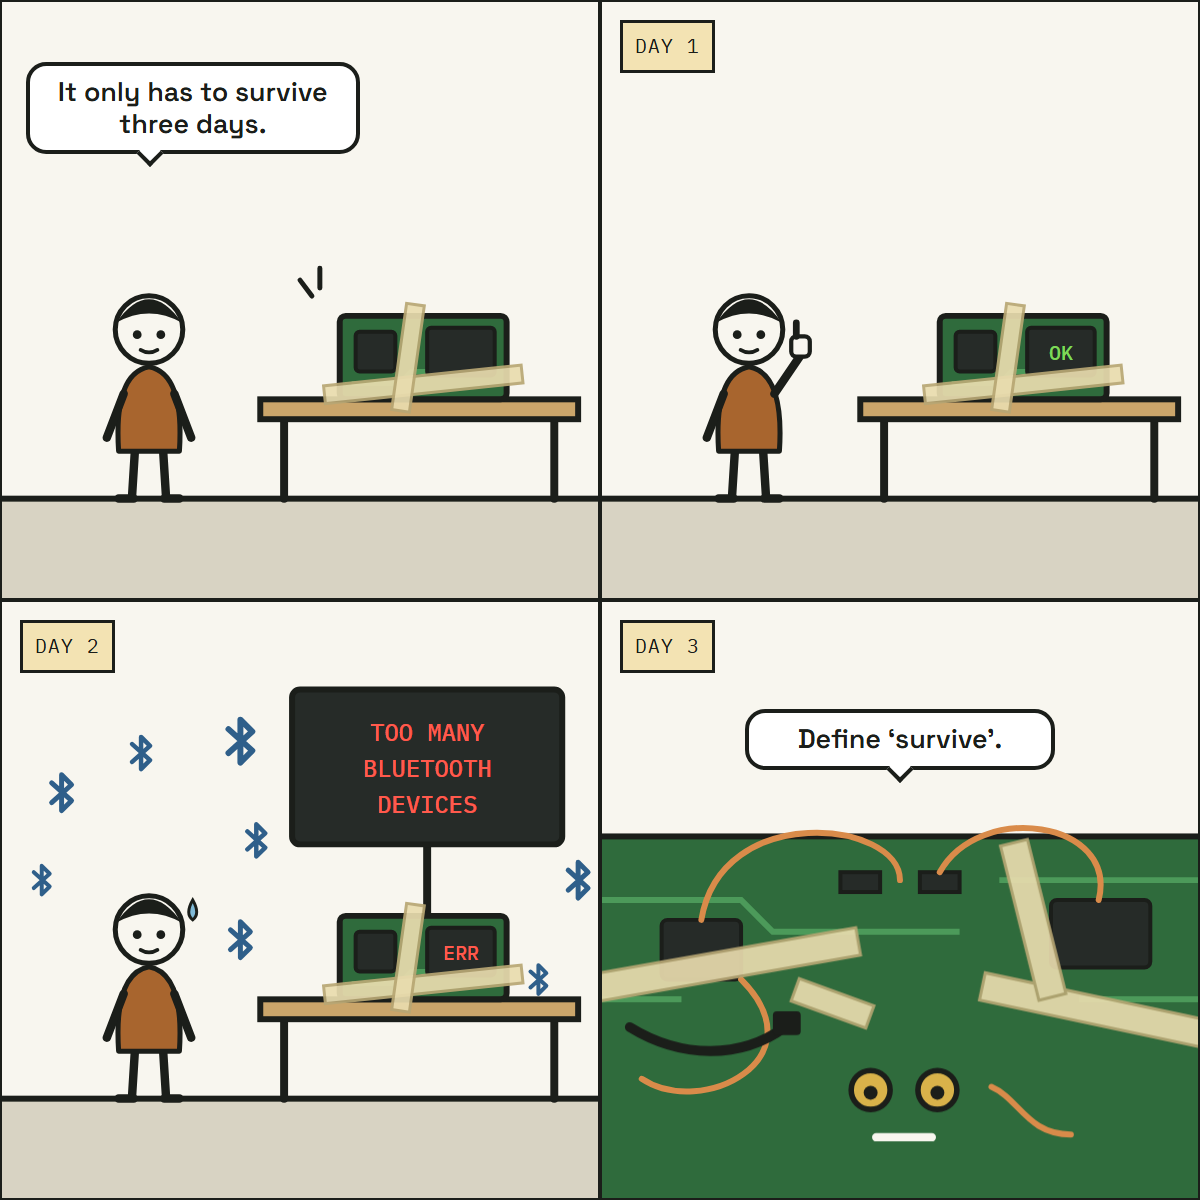 It only has to survive
three days.
DAY 1
OK
DAY 2
TOO MANY
BLUETOOTH
DEVICES
ERR
DAY 3
Define ‘survive’.